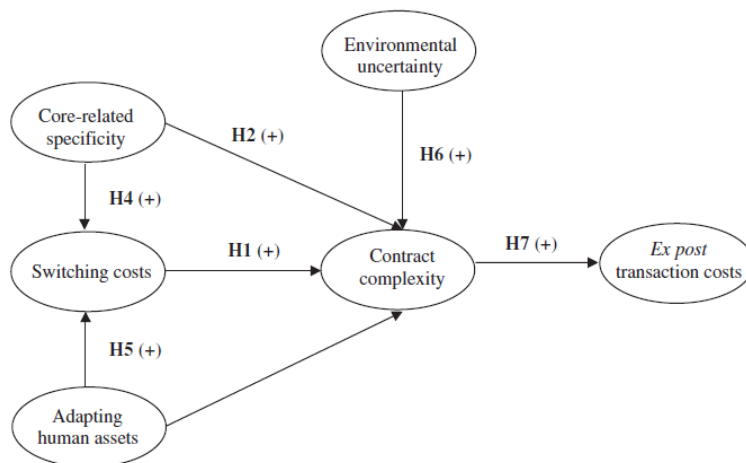 Environmental
uncertainty
Core-related
specificity
H2 (+)
H6 (+)
H4 (+)
H1 (+)
H7 (+)
Switching costs
Contract
complexity
Ex post
transaction costs
H5 (+)
Adapting
human assets